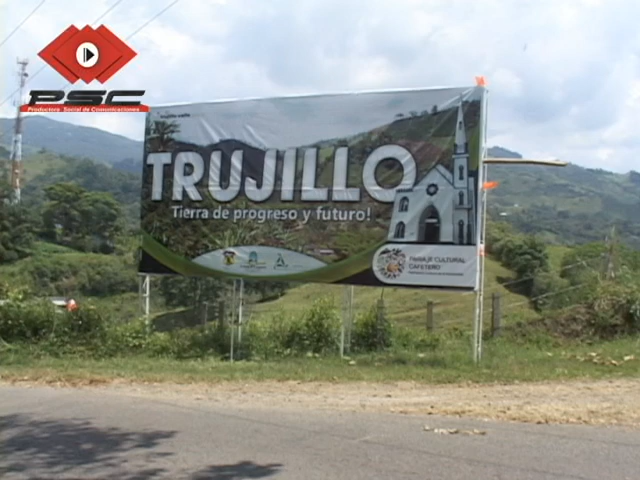 PSC
Productora Social de Comunicaciones
TRUJILLO
Tierra de progreso y futuro!
PAISAJE CULTURAL
CAFETERO